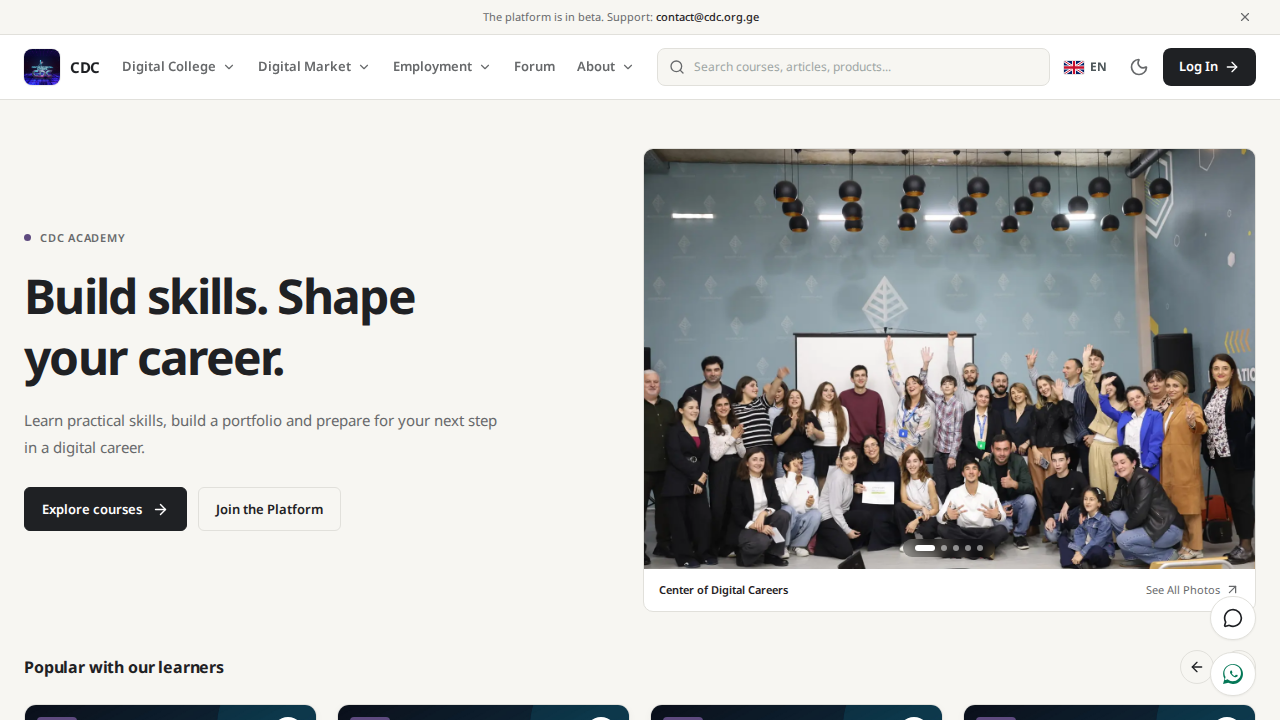 The platform is in beta. Support: contact@cdc.org.ge
CDC
Digital College
Digital Market
Employment
Forum
About
Search courses, articles, products...
EN
Log In
CDC ACADEMY
Build skills. Shape
your career.
Learn practical skills, build a portfolio and prepare for your next step
in a digital career.
Explore courses
Join the Platform
Center of Digital Careers
See All Photos
Popular with our learners